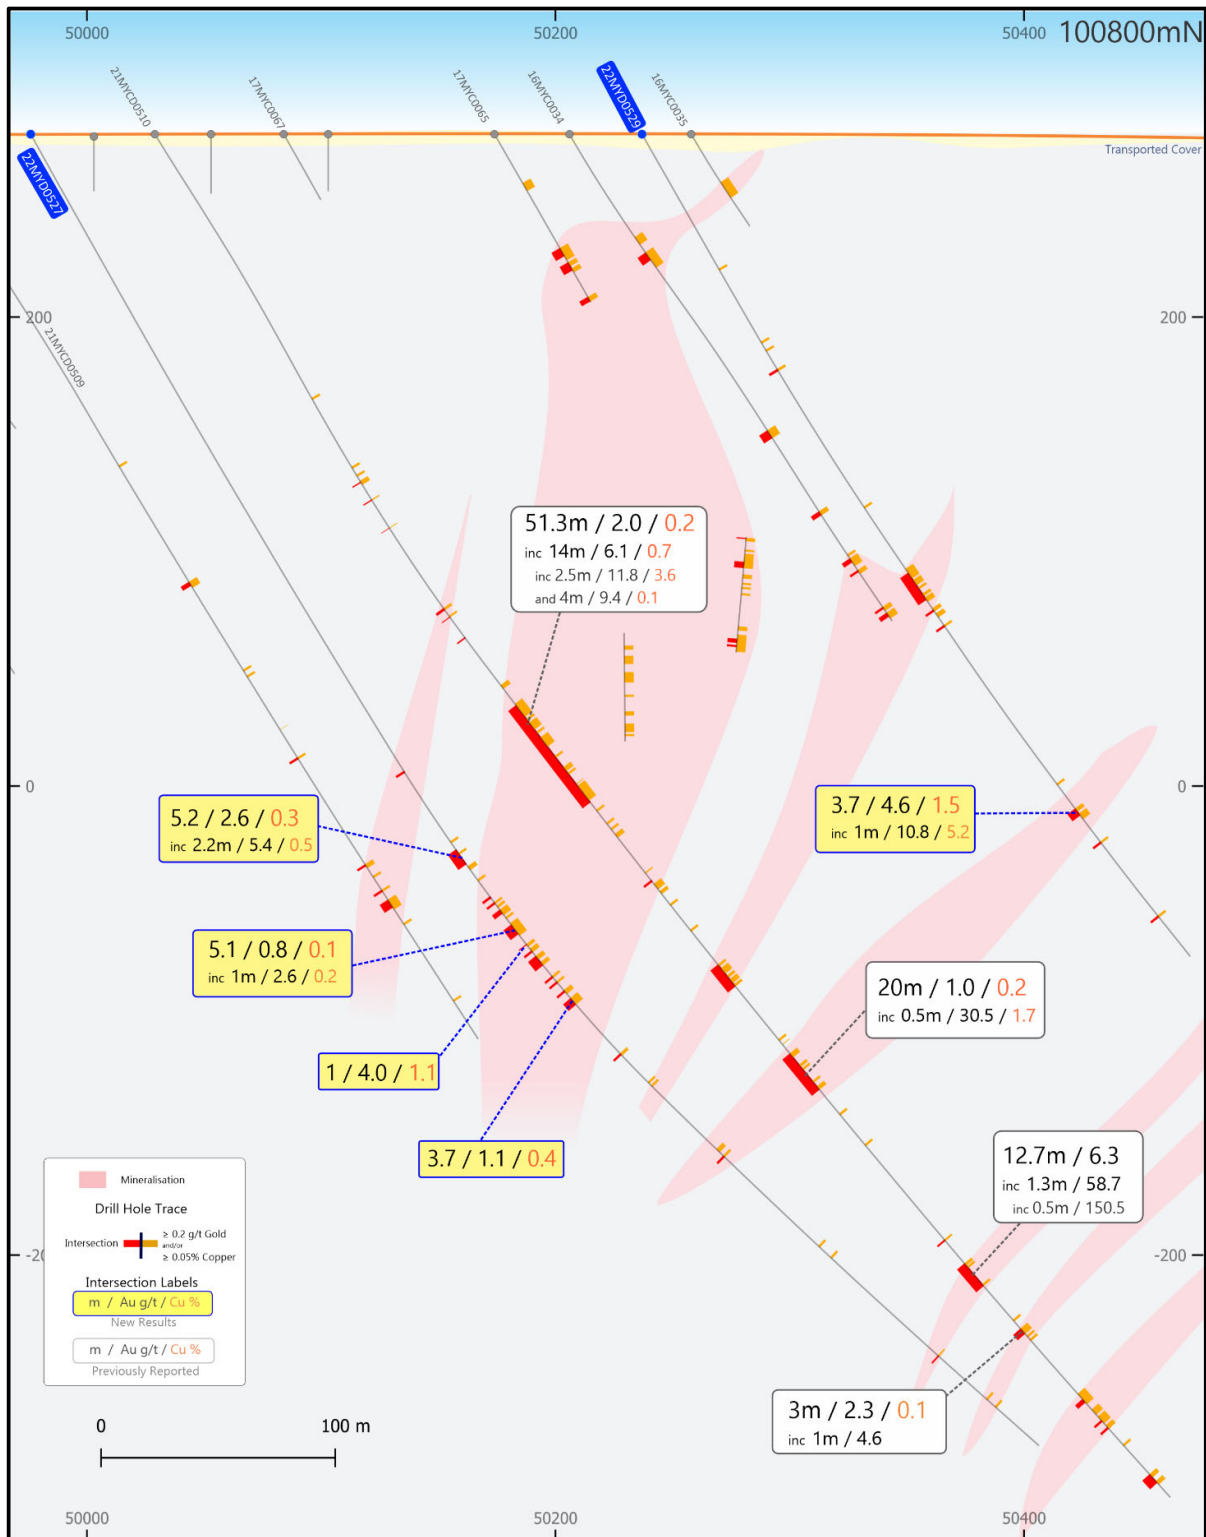 50000
50200
50400
100800mN
21MYCD0510
17MYC0067
17MYC0065
16MYC0034
22MYD0529
16MYC0035
Transported Cover
22MYD0527
200
21MYCD0509
200
51.3m / 2.0 / 0.2
inc 14m / 6.1 / 0.7
inc 2.5m / 11.8 / 3.6
and 4m / 9.4 / 0.1
0
0
5.2 / 2.6 / 0.3
inc 2.2m / 5.4 / 0.5
3.7 / 4.6 / 1.5
inc 1m / 10.8 / 5.2
5.1 / 0.8 / 0.1
inc 1m / 2.6 / 0.2
20m / 1.0 / 0.2
inc 0.5m / 30.5 / 1.7
1 / 4.0 / 1.1
3.7 / 1.1 / 0.4
12.7m / 6.3
inc 1.3m / 58.7
inc 0.5m / 150.5
-20
-200
Mineralisation
Drill Hole Trace
Intersection
≥ 0.2 g/t Gold
and/or
≥ 0.05% Copper
Intersection Labels
m / Au g/t / Cu %
New Results
m / Au g/t / Cu %
Previously Reported
3m / 2.3 / 0.1
inc 1m / 4.6
0
100 m
50000
50200
50400